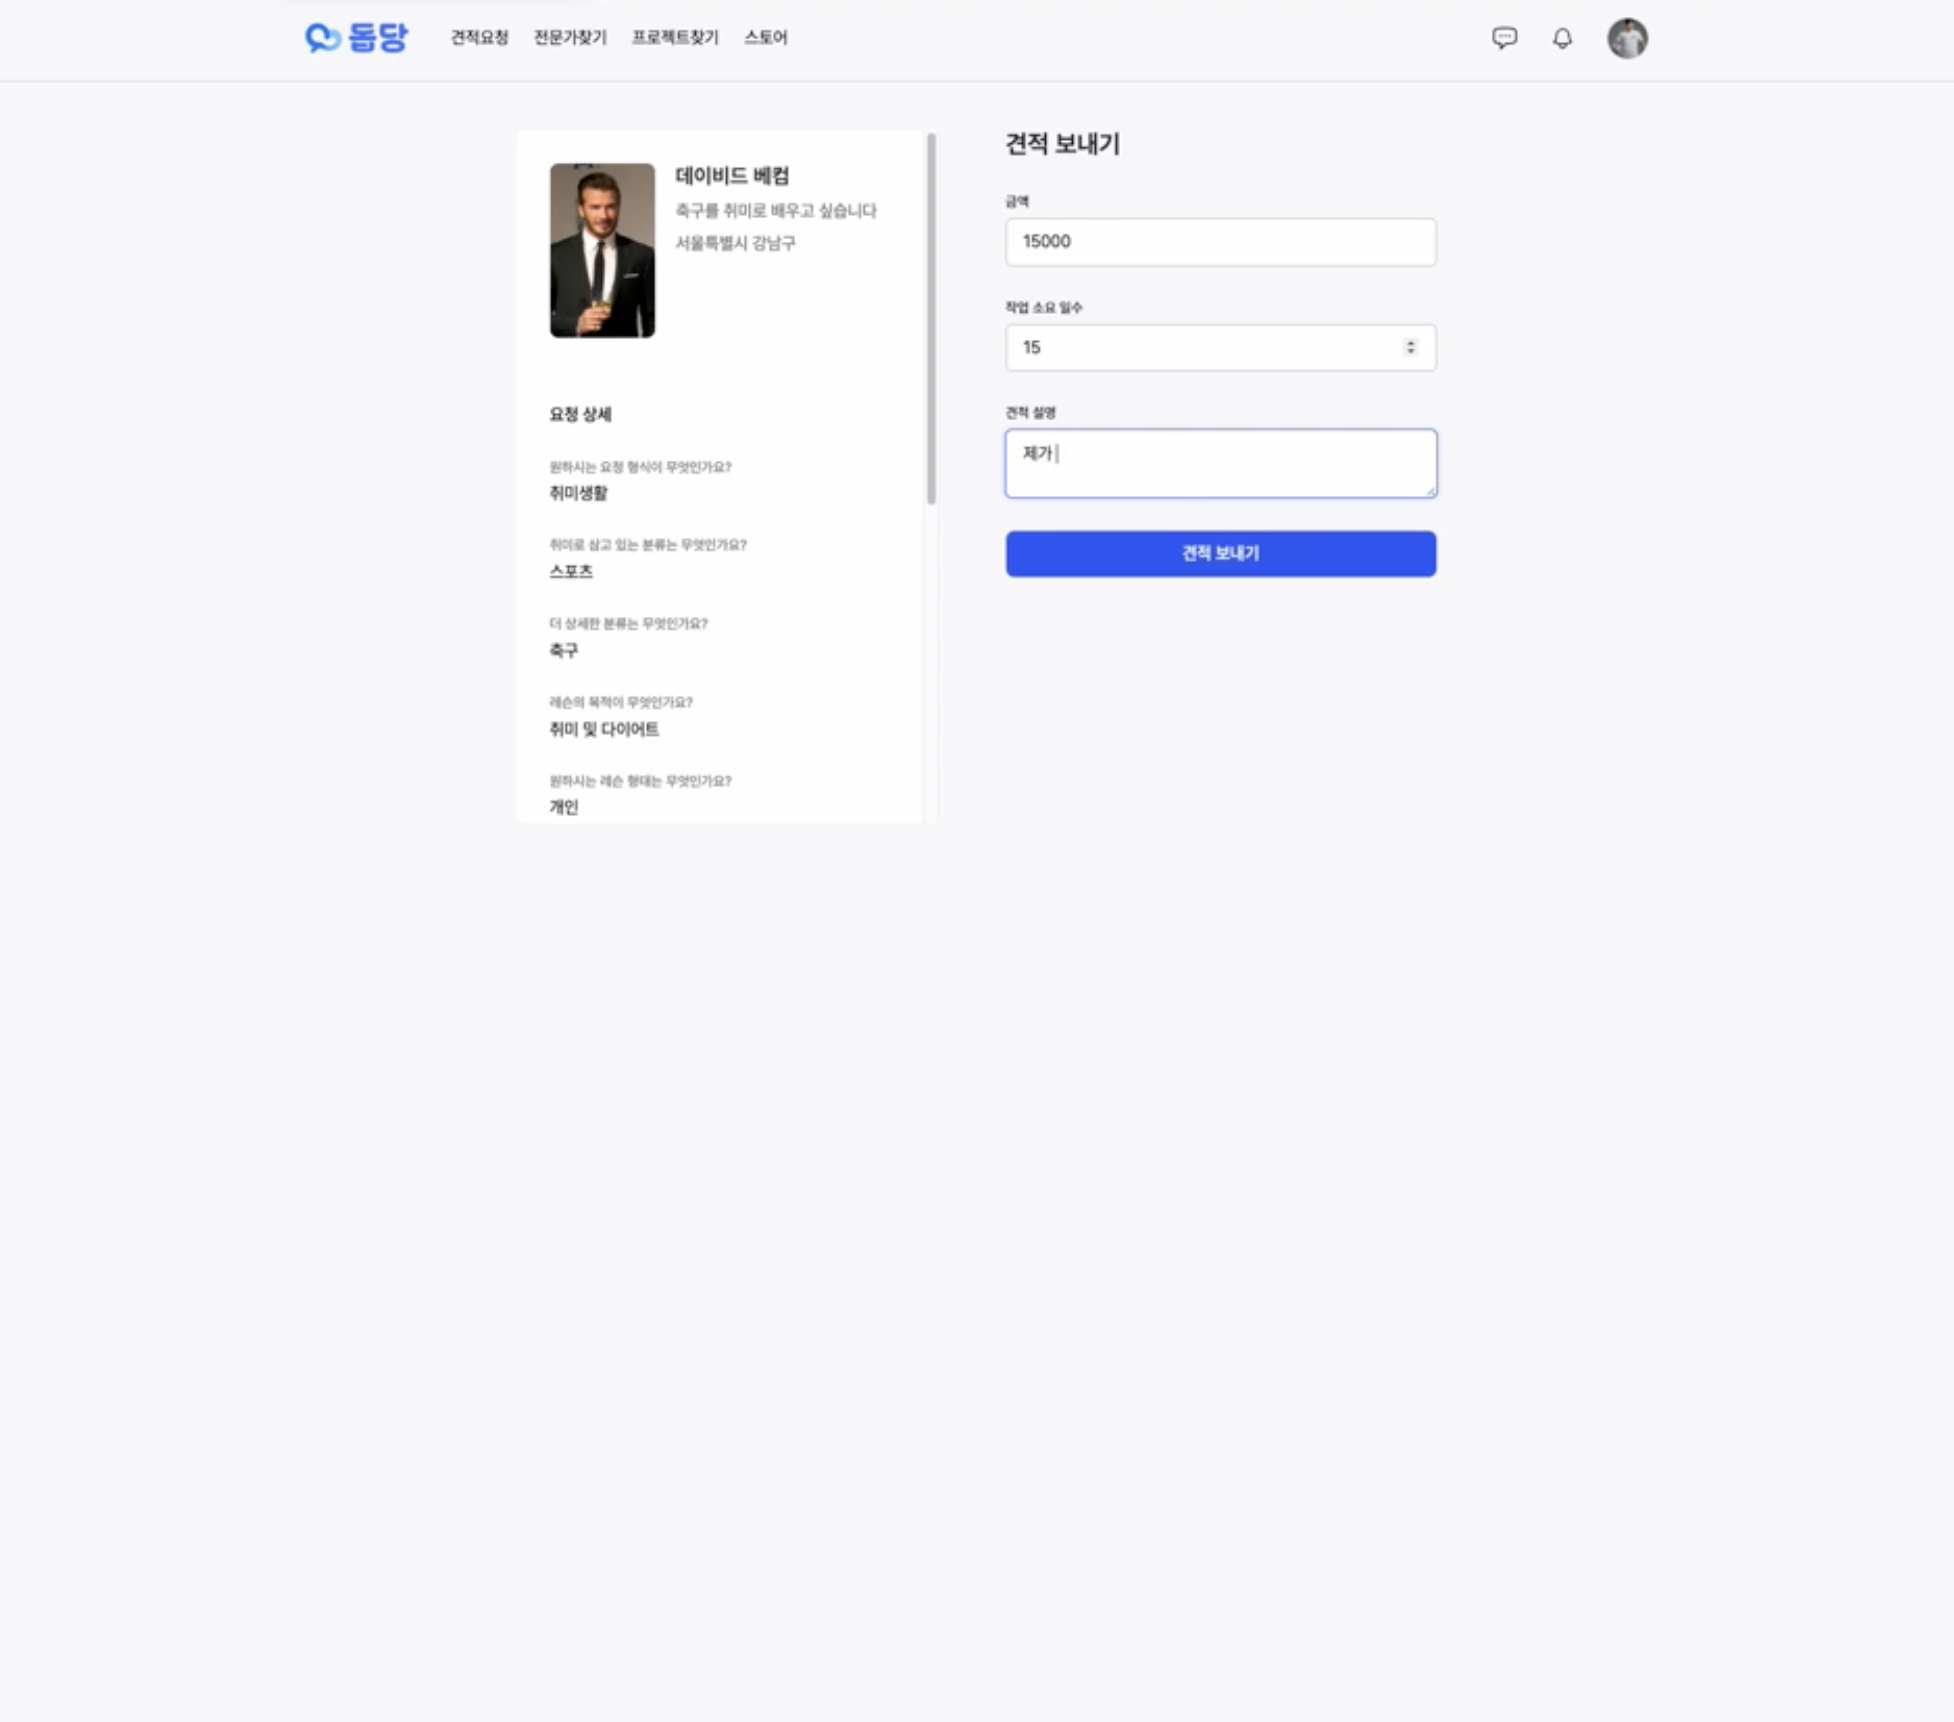 돕당
견적요청 전문가찾기 프로젝트찾기 스토어
데이비드 베컴
축구를 취미로 배우고 싶습니다
서울특별시 강남구
요청 상세
원하시는 요청 형식이 무엇인가요?
취미생활
취미로 삼고 있는 분류는 무엇인가요?
스포츠
더 상세한 분류는 무엇인가요?
축구
레슨의 목적이 무엇인가요?
취미 및 다이어트
원하시는 레슨 형태는 무엇인가요?
개인
견적 보내기
금액
15000
작업 소요 일수
15
견적 설명
제가
견적 보내기